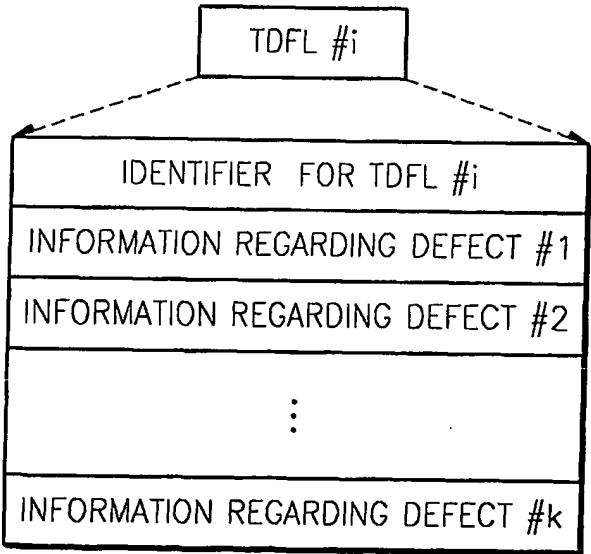 TDFL #i
IDENTIFIER FOR TDFL #i
INFORMATION REGARDING DEFECT #1
INFORMATION REGARDING DEFECT #2
⋮
INFORMATION REGARDING DEFECT #k